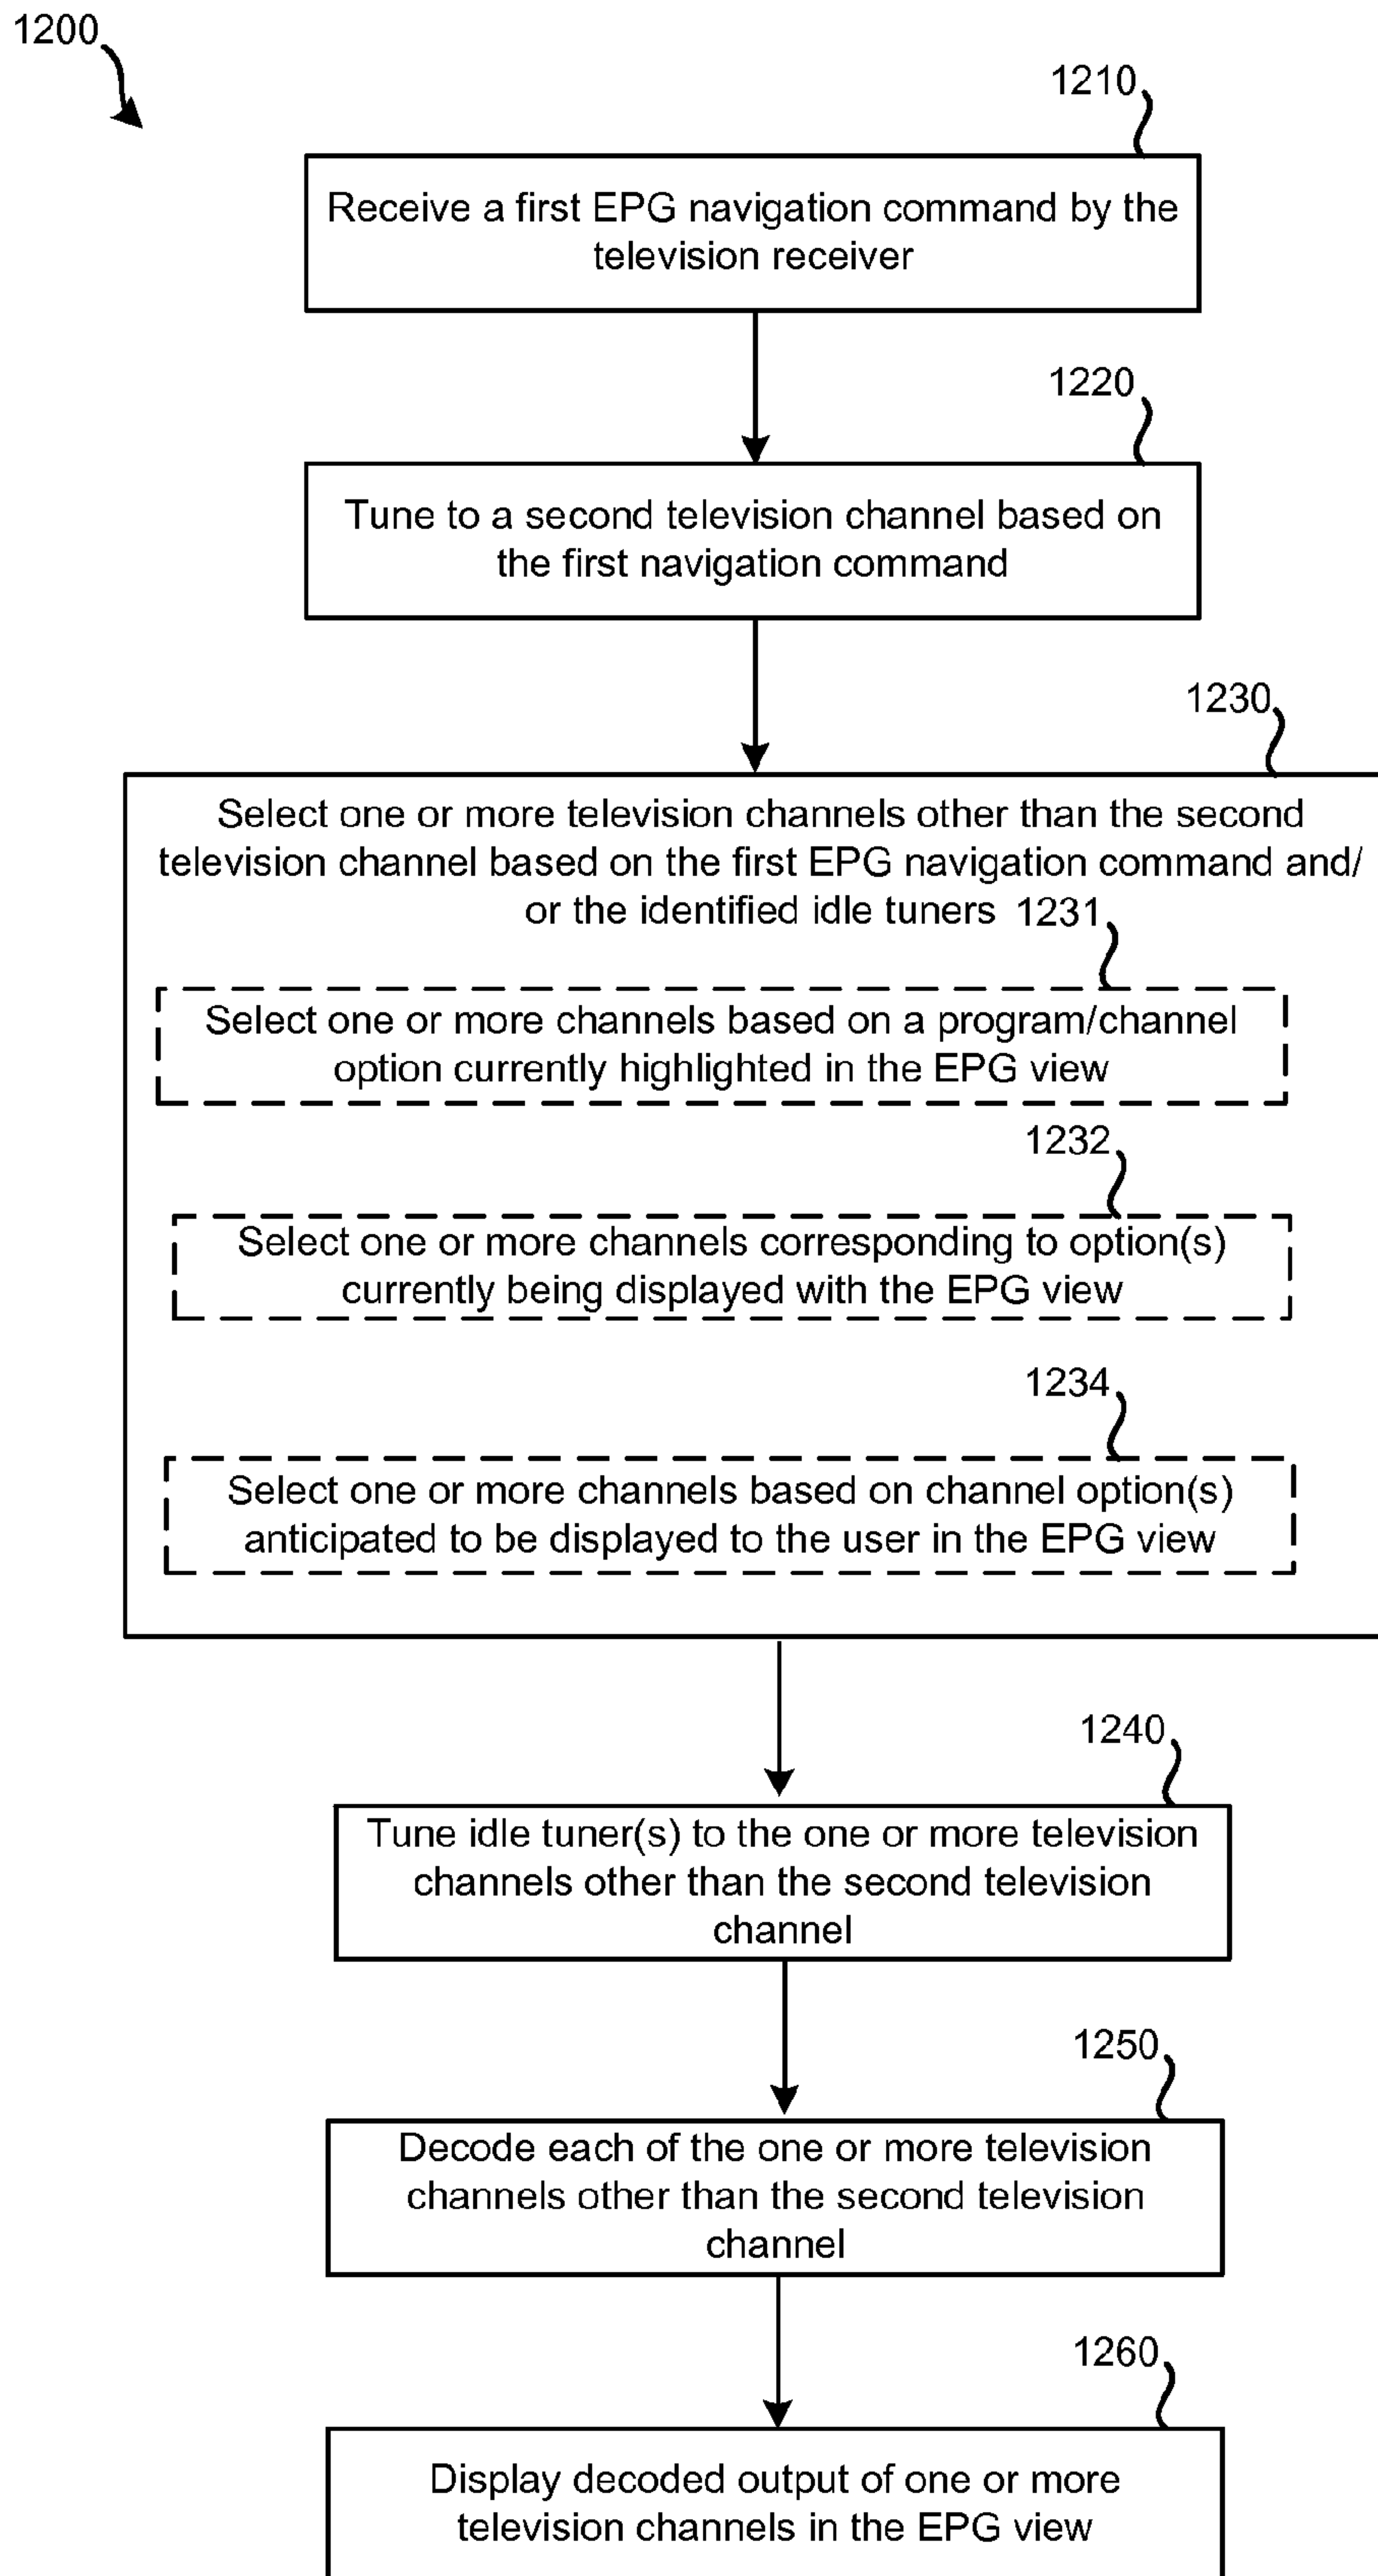 1200
1210
Receive a first EPG navigation command by the
television receiver
1220
Tune to a second television channel based on
the first navigation command
1230
Select one or more television channels other than the second
television channel based on the first EPG navigation command and/
or the identified idle tuners
1231
Select one or more channels based on a program/channel
option currently highlighted in the EPG view
1232
Select one or more channels corresponding to option(s)
currently being displayed with the EPG view
1234
Select one or more channels based on channel option(s)
anticipated to be displayed to the user in the EPG view
1240
Tune idle tuner(s) to the one or more television
channels other than the second television
channel
1250
Decode each of the one or more television
channels other than the second television
channel
1260
Display decoded output of one or more
television channels in the EPG view